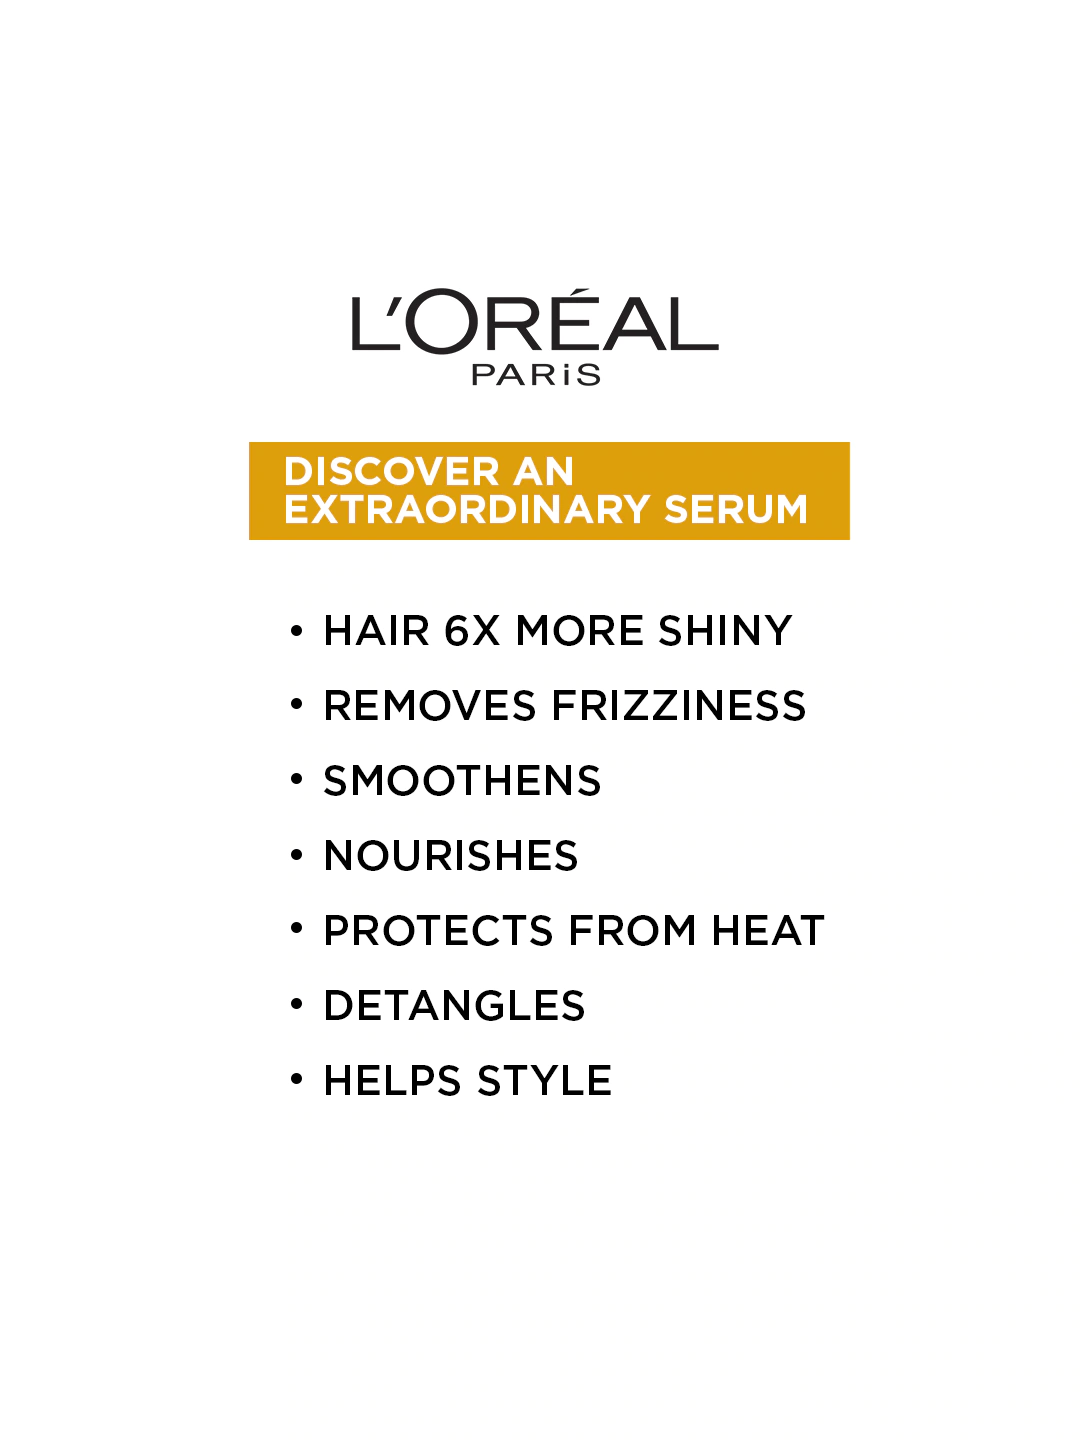 L'ORÉAL
PARiS
DISCOVER AN
EXTRAORDINARY SERUM
• HAIR 6X MORE SHINY
• REMOVES FRIZZINESS
• SMOOTHENS
• NOURISHES
• PROTECTS FROM HEAT
• DETANGLES
• HELPS STYLE